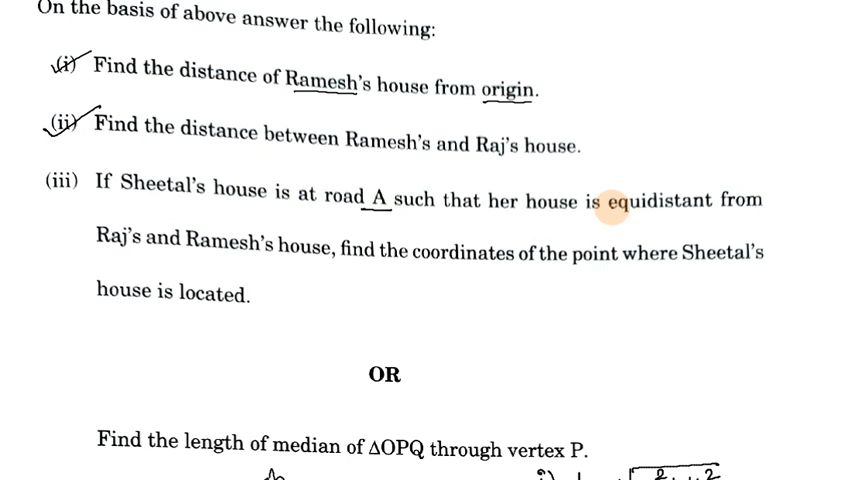 On the basis of above answer the following:
(i) Find the distance of Ramesh's house from origin.
(ii) Find the distance between Ramesh's and Raj's house.
(iii) If Sheetal's house is at road A such that her house is equidistant from
Raj's and Ramesh's house, find the coordinates of the point where Sheetal's
house is located.
OR
Find the length of median of ΔOPQ through vertex P.